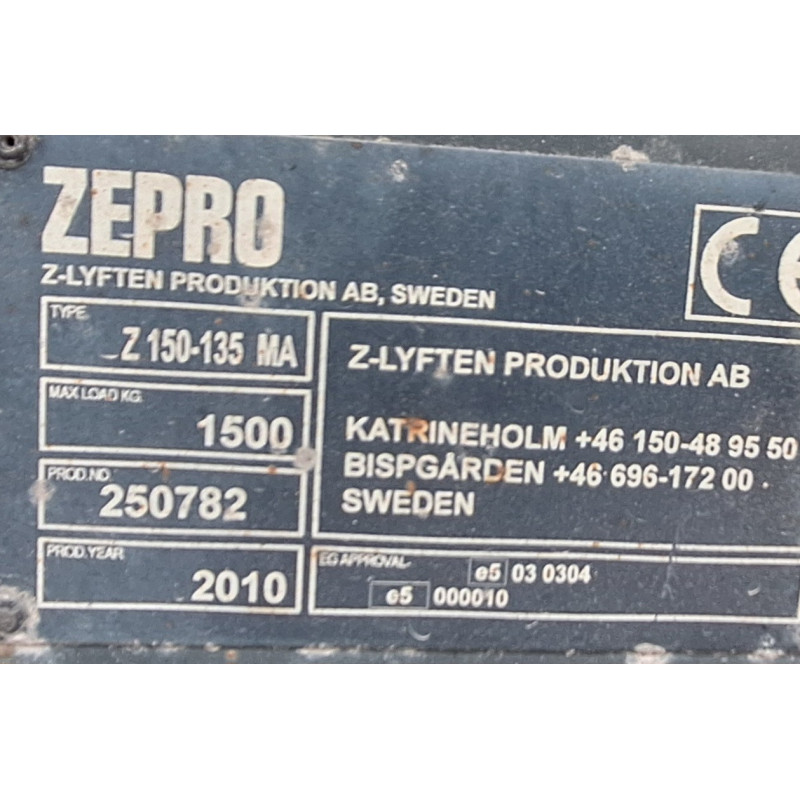 ZEPRO
Z-LYFTEN PRODUKTION AB, SWEDEN
CE
TYPE
Z 150-135 MA
MAX LOAD KG.
1500
PROD.NO
250782
PROD.YEAR
2010
Z-LYFTEN PRODUKTION AB
KATRINEHOLM +46 150-48 95 50
BISPGÅRDEN +46 696-172 00
SWEDEN
EG APPROVAL
e5 03 0304
e5 000010